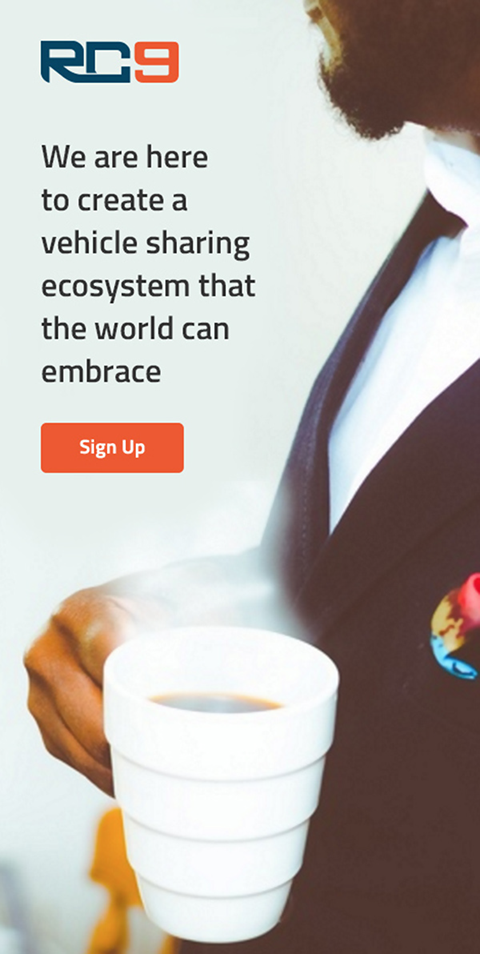 RC9
We are here
to create a
vehicle sharing
ecosystem that
the world can
embrace
Sign Up